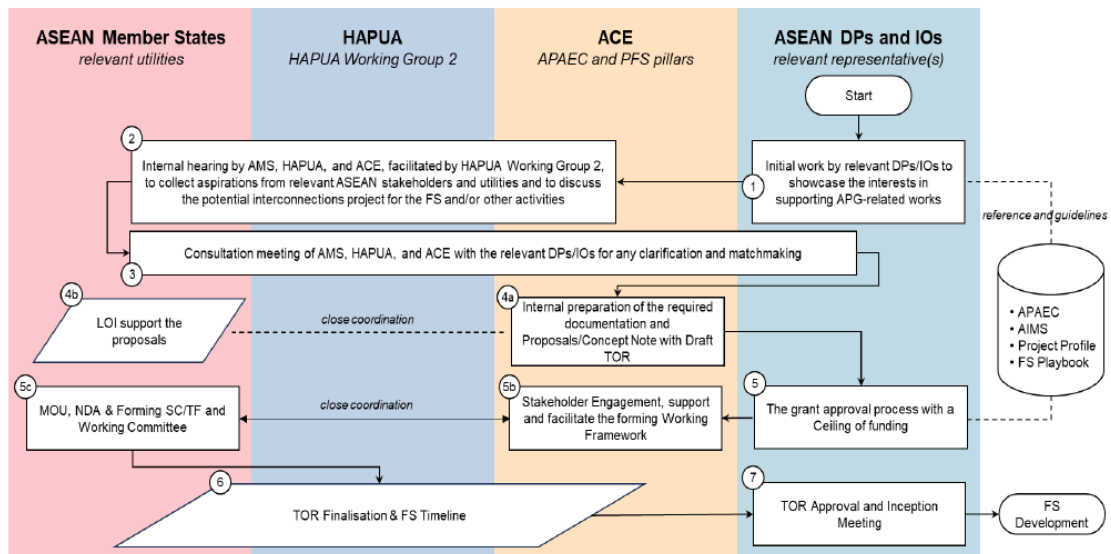 ASEAN Member States
relevant utilities
HAPUA
HAPUA Working Group 2
ACE
APAEC and PFS pillars
ASEAN DPs and IOs
relevant representative(s)
Start
1
Initial work by relevant DPs/IOs to
showcase the interests in
supporting APG-related works
2
Internal hearing by AMS, HAPUA, and ACE, facilitated by HAPUA Working Group 2,
to collect aspirations from relevant ASEAN stakeholders and utilities and to discuss
the potential interconnections project for the FS and/or other activities
reference and guidelines
• APAEC
• AIMS
• Project Profile
• FS Playbook
3
Consultation meeting of AMS, HAPUA, and ACE with the relevant DPs/IOs for any clarification and matchmaking
4b
LOI support the
proposals
close coordination
4a
Internal preparation of the required
documentation and
Proposals/Concept Note with Draft
TOR
5c
MOU, NDA & Forming SC/TF and
Working Committee
close coordination
5b
Stakeholder Engagement, support
and facilitate the forming Working
Framework
5
The grant approval process with a
Ceiling of funding
6
TOR Finalisation & FS Timeline
7
TOR Approval and Inception
Meeting
FS
Development